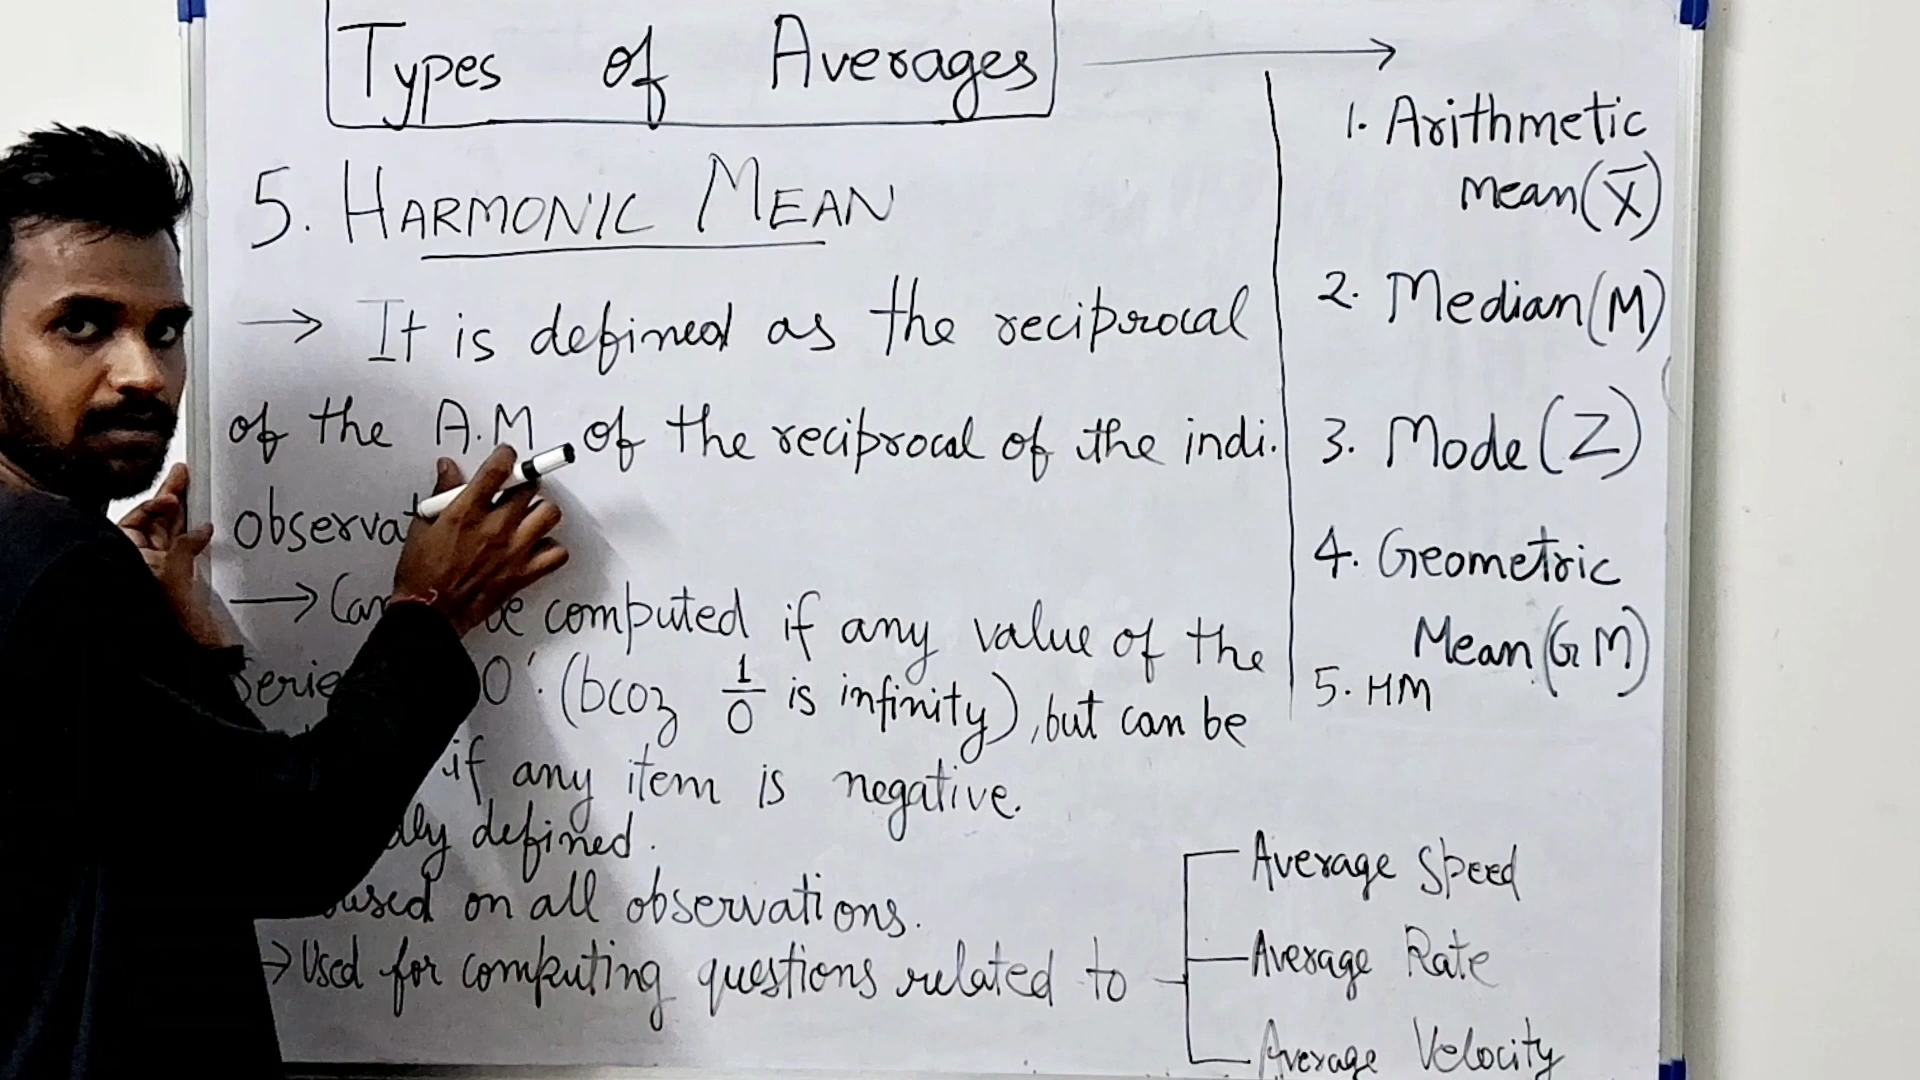 Types of Averages →
5. HARMONIC MEAN
→ It is defined as the reciprocal
of the A.M of the reciprocal of the indi.
observat
→ Can be computed if any value of the
Serie 0'. (bcoz 1/0 is infinity), but can be
if any item is negative.
dly defined.
Based on all observations.
→ Used for computing questions related to
Average Speed
Average Rate
Average Velocity
1. Arithmetic
Mean (X̄)
2. Median (M)
3. Mode (Z)
4. Geometric
Mean (GM)
5. HM